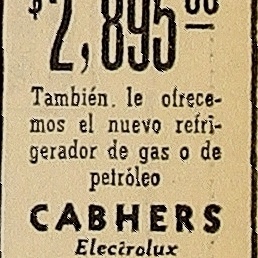 $2,895.00
También le ofrece-
mos el nuevo refri-
gerador de gas o de
petróleo
CABHERS
Electrolux